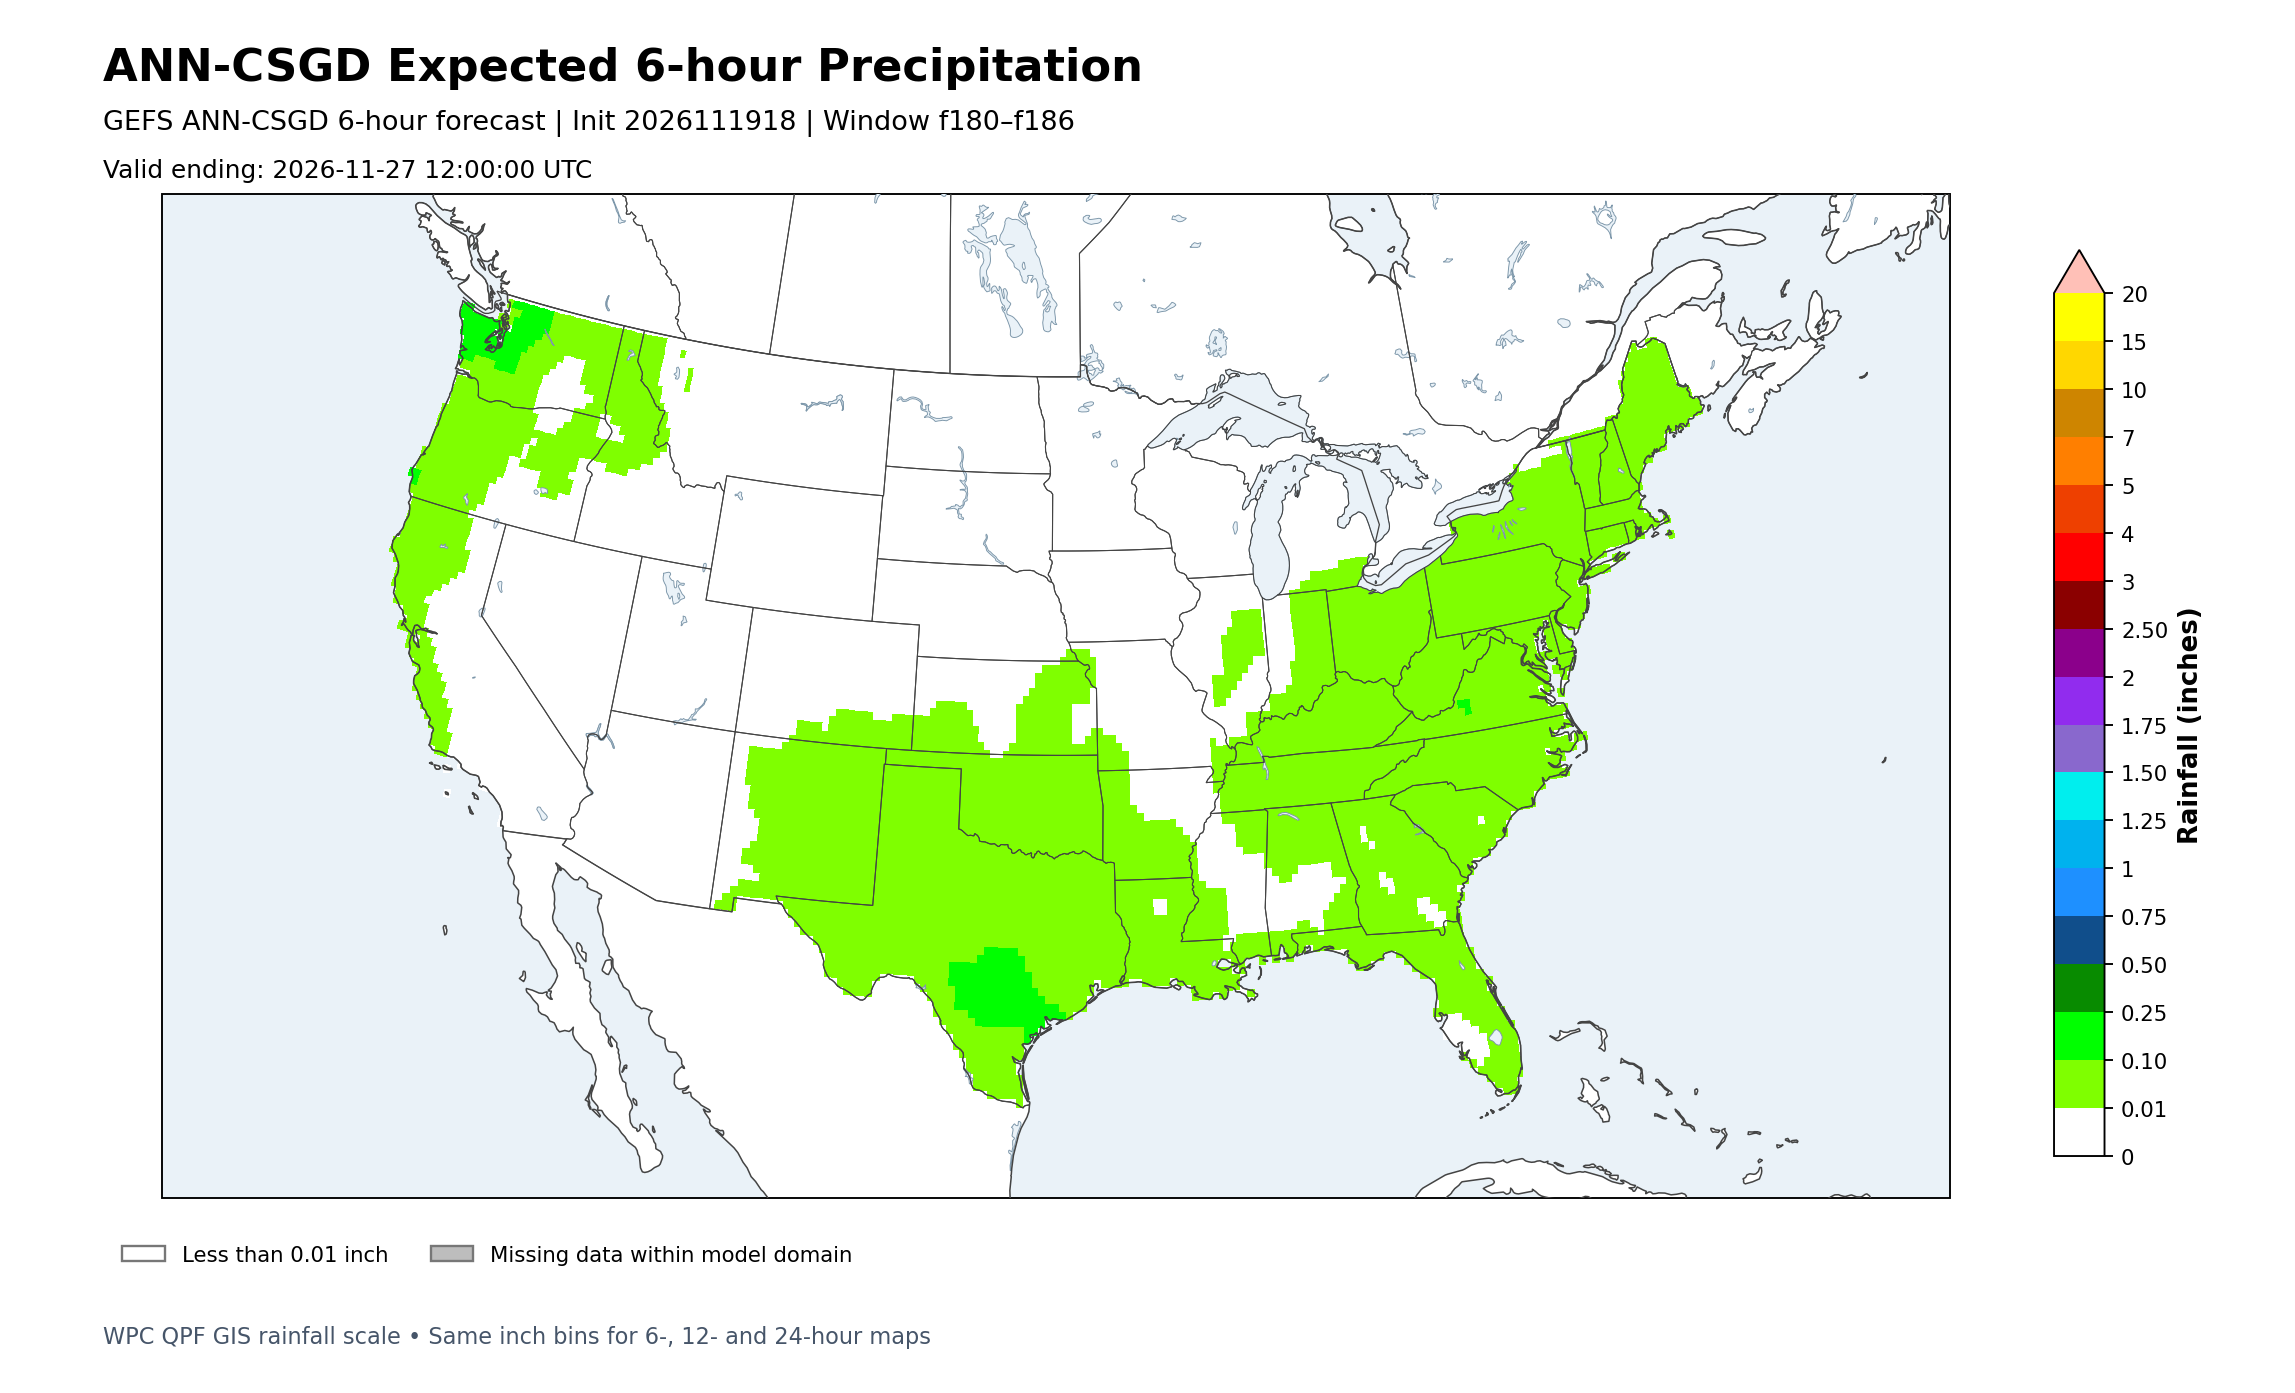 ANN-CSGD Expected 6-hour Precipitation
GEFS ANN-CSGD 6-hour forecast | Init 2026111918 | Window f180–f186
Valid ending: 2026-11-27 12:00:00 UTC
20
15
10
7
5
4
3
2.50
2
1.75
1.50
1.25
1
0.75
0.50
0.25
0.10
0.01
0
Rainfall (inches)
Less than 0.01 inch
Missing data within model domain
WPC QPF GIS rainfall scale • Same inch bins for 6-, 12- and 24-hour maps